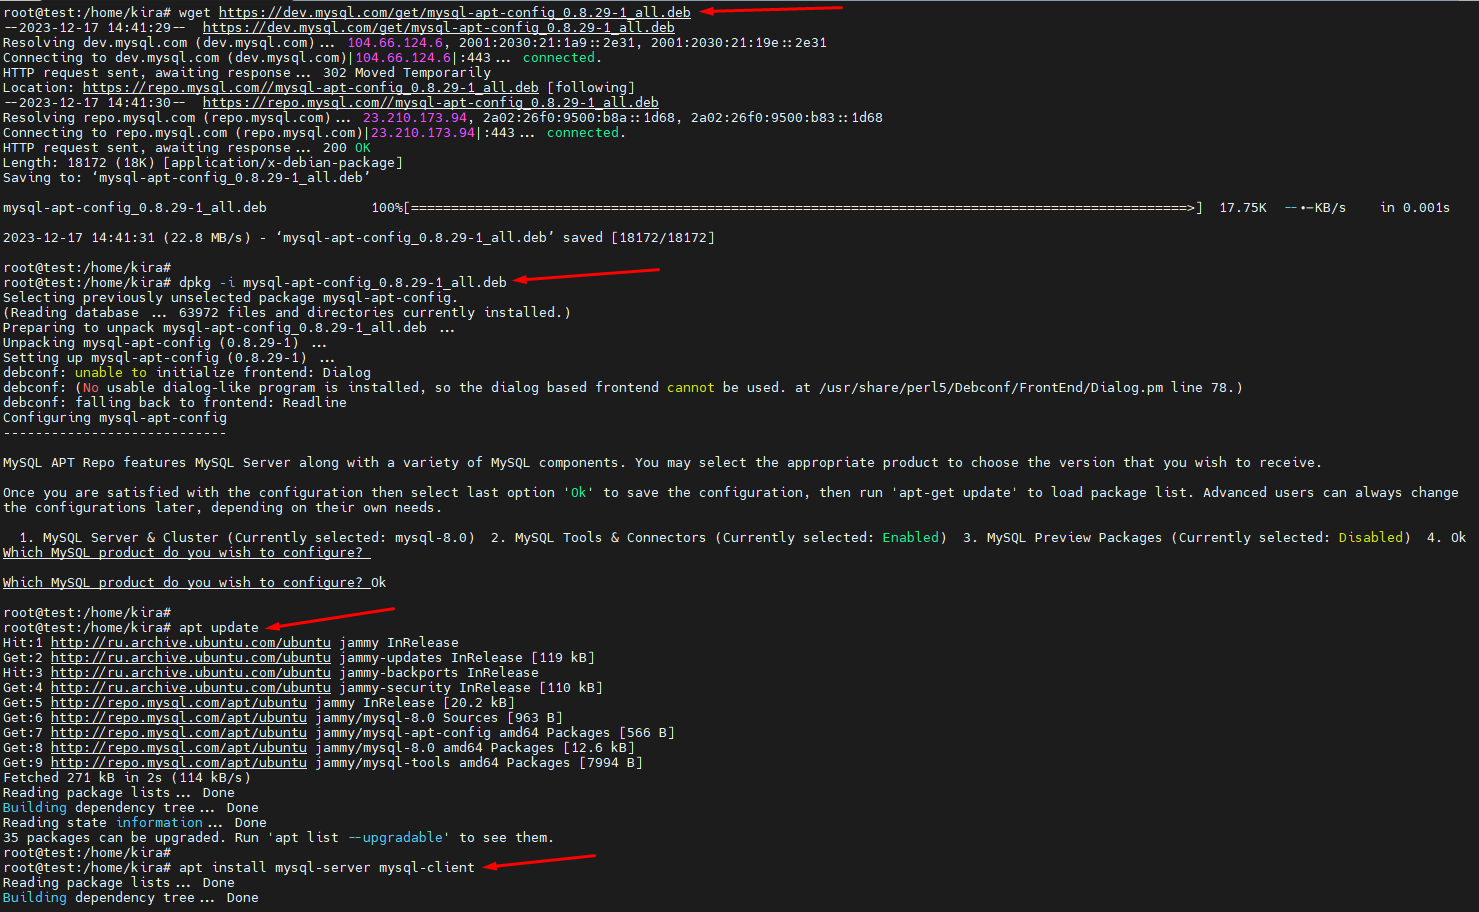 root@test:/home/kira# wget https://dev.mysql.com/get/mysql-apt-config_0.8.29-1_all.deb
--2023-12-17 14:41:29--  https://dev.mysql.com/get/mysql-apt-config_0.8.29-1_all.deb
Resolving dev.mysql.com (dev.mysql.com)... 104.66.124.6, 2001:2030:21:1a9::2e31, 2001:2030:21:19e::2e31
Connecting to dev.mysql.com (dev.mysql.com)|104.66.124.6|:443... connected.
HTTP request sent, awaiting response... 302 Moved Temporarily
Location: https://repo.mysql.com//mysql-apt-config_0.8.29-1_all.deb [following]
--2023-12-17 14:41:30--  https://repo.mysql.com//mysql-apt-config_0.8.29-1_all.deb
Resolving repo.mysql.com (repo.mysql.com)... 23.210.173.94, 2a02:26f0:9500:b8a::1d68, 2a02:26f0:9500:b83::1d68
Connecting to repo.mysql.com (repo.mysql.com)|23.210.173.94|:443... connected.
HTTP request sent, awaiting response... 200 OK
Length: 18172 (18K) [application/x-debian-package]
Saving to: ‘mysql-apt-config_0.8.29-1_all.deb’
mysql-apt-config_0.8.29-1_all.deb             100%[=================================================================================================>]  17.75K  --.-KB/s    in 0.001s
2023-12-17 14:41:31 (22.8 MB/s) - ‘mysql-apt-config_0.8.29-1_all.deb’ saved [18172/18172]
root@test:/home/kira#
root@test:/home/kira# dpkg -i mysql-apt-config_0.8.29-1_all.deb
Selecting previously unselected package mysql-apt-config.
(Reading database ... 63972 files and directories currently installed.)
Preparing to unpack mysql-apt-config_0.8.29-1_all.deb ...
Unpacking mysql-apt-config (0.8.29-1) ...
Setting up mysql-apt-config (0.8.29-1) ...
debconf: unable to initialize frontend: Dialog
debconf: (No usable dialog-like program is installed, so the dialog based frontend cannot be used. at /usr/share/perl5/Debconf/FrontEnd/Dialog.pm line 78.)
debconf: falling back to frontend: Readline
Configuring mysql-apt-config
----------------------------
MySQL APT Repo features MySQL Server along with a variety of MySQL components. You may select the appropriate product to choose the version that you wish to receive.
Once you are satisfied with the configuration then select last option 'Ok' to save the configuration, then run 'apt-get update' to load package list. Advanced users can always change
the configurations later, depending on their own needs.
  1. MySQL Server & Cluster (Currently selected: mysql-8.0)  2. MySQL Tools & Connectors (Currently selected: Enabled)  3. MySQL Preview Packages (Currently selected: Disabled)  4. Ok
Which MySQL product do you wish to configure?
Which MySQL product do you wish to configure? Ok
root@test:/home/kira#
root@test:/home/kira# apt update
Hit:1 http://ru.archive.ubuntu.com/ubuntu jammy InRelease
Get:2 http://ru.archive.ubuntu.com/ubuntu jammy-updates InRelease [119 kB]
Hit:3 http://ru.archive.ubuntu.com/ubuntu jammy-backports InRelease
Get:4 http://ru.archive.ubuntu.com/ubuntu jammy-security InRelease [110 kB]
Get:5 http://repo.mysql.com/apt/ubuntu jammy InRelease [20.2 kB]
Get:6 http://repo.mysql.com/apt/ubuntu jammy/mysql-8.0 Sources [963 B]
Get:7 http://repo.mysql.com/apt/ubuntu jammy/mysql-apt-config amd64 Packages [566 B]
Get:8 http://repo.mysql.com/apt/ubuntu jammy/mysql-8.0 amd64 Packages [12.6 kB]
Get:9 http://repo.mysql.com/apt/ubuntu jammy/mysql-tools amd64 Packages [7994 B]
Fetched 271 kB in 2s (114 kB/s)
Reading package lists... Done
Building dependency tree... Done
Reading state information... Done
35 packages can be upgraded. Run 'apt list --upgradable' to see them.
root@test:/home/kira#
root@test:/home/kira# apt install mysql-server mysql-client
Reading package lists... Done
Building dependency tree... Done